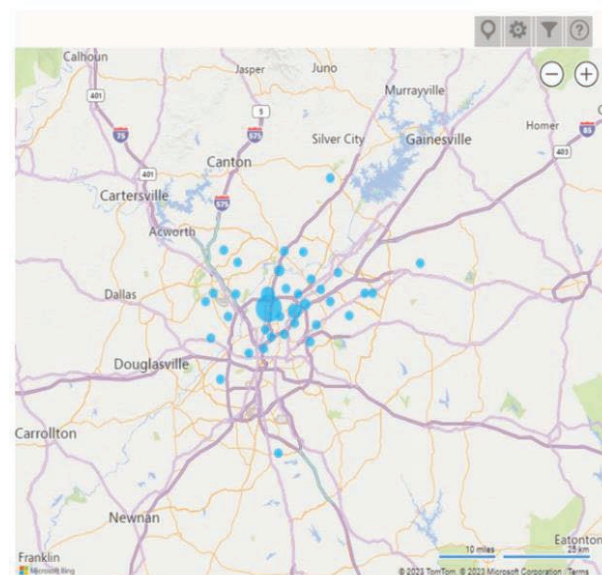 ?
Calhoun
Jasper
Juno
401
Murrayville
75
5
575
Homer
85
Silver City
Gainesville
403
401
Canton
Cartersville
575
Acworth
Dallas
Douglasville
Carrollton
Newnan
Eatonton
10 miles 25 km
Franklin
Microsoft Bing
© 2023 TomTom, © 2023 Microsoft Corporation Terms